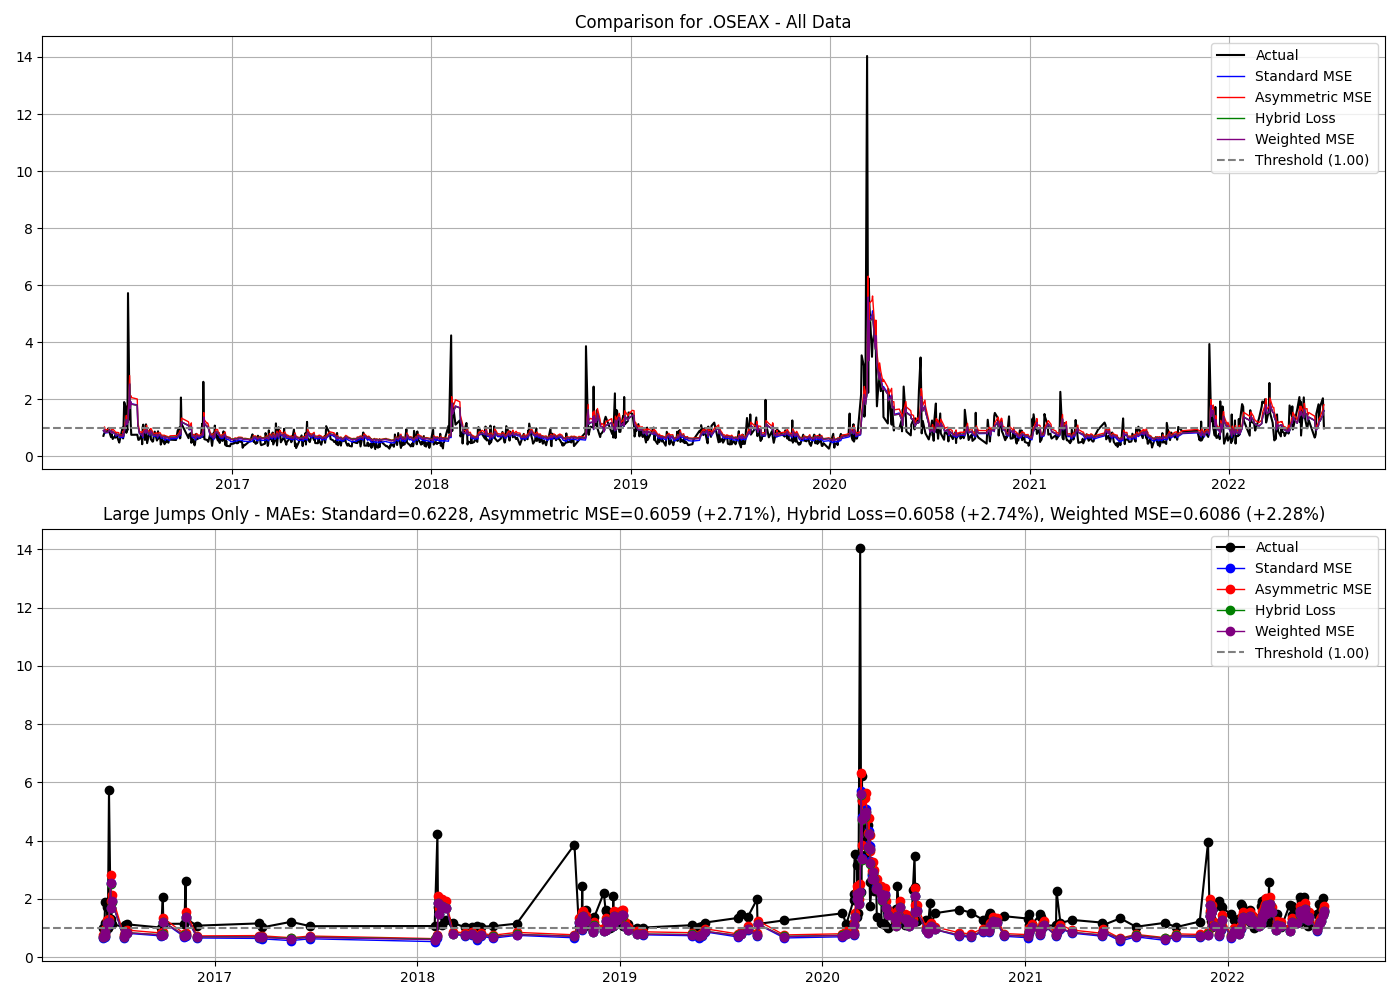 Comparison for .OSEAX - All Data
14
12
10
8
6
4
2
0
Actual
Standard MSE
Asymmetric MSE
Hybrid Loss
Weighted MSE
Threshold (1.00)
2017 2018 2019 2020 2021 2022
Large Jumps Only - MAEs: Standard=0.6228, Asymmetric MSE=0.6059 (+2.71%), Hybrid Loss=0.6058 (+2.74%), Weighted MSE=0.6086 (+2.28%)
14
12
10
8
6
4
2
0
Actual
Standard MSE
Asymmetric MSE
Hybrid Loss
Weighted MSE
Threshold (1.00)
2017 2018 2019 2020 2021 2022